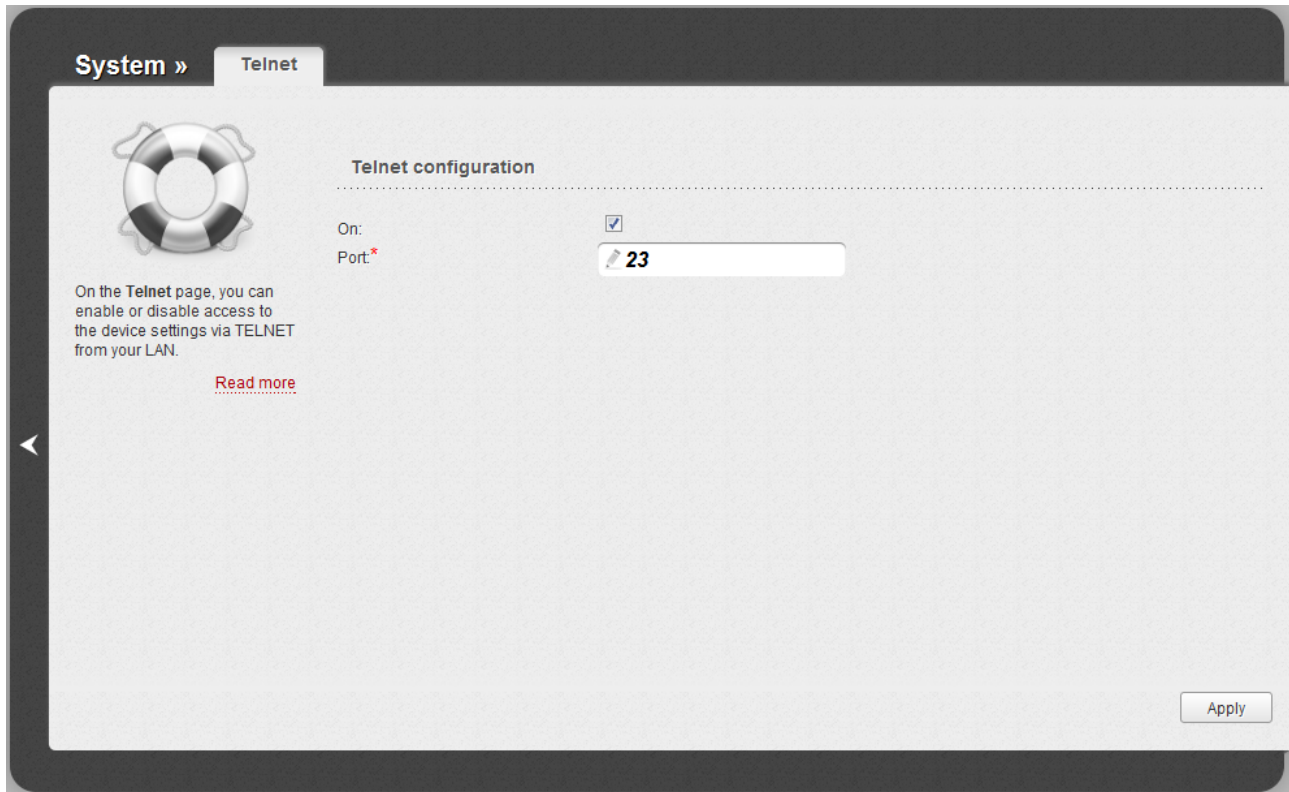 System »
Telnet
Telnet configuration
On:
Port:*
23
On the Telnet page, you can
enable or disable access to
the device settings via TELNET
from your LAN.
Read more
Apply